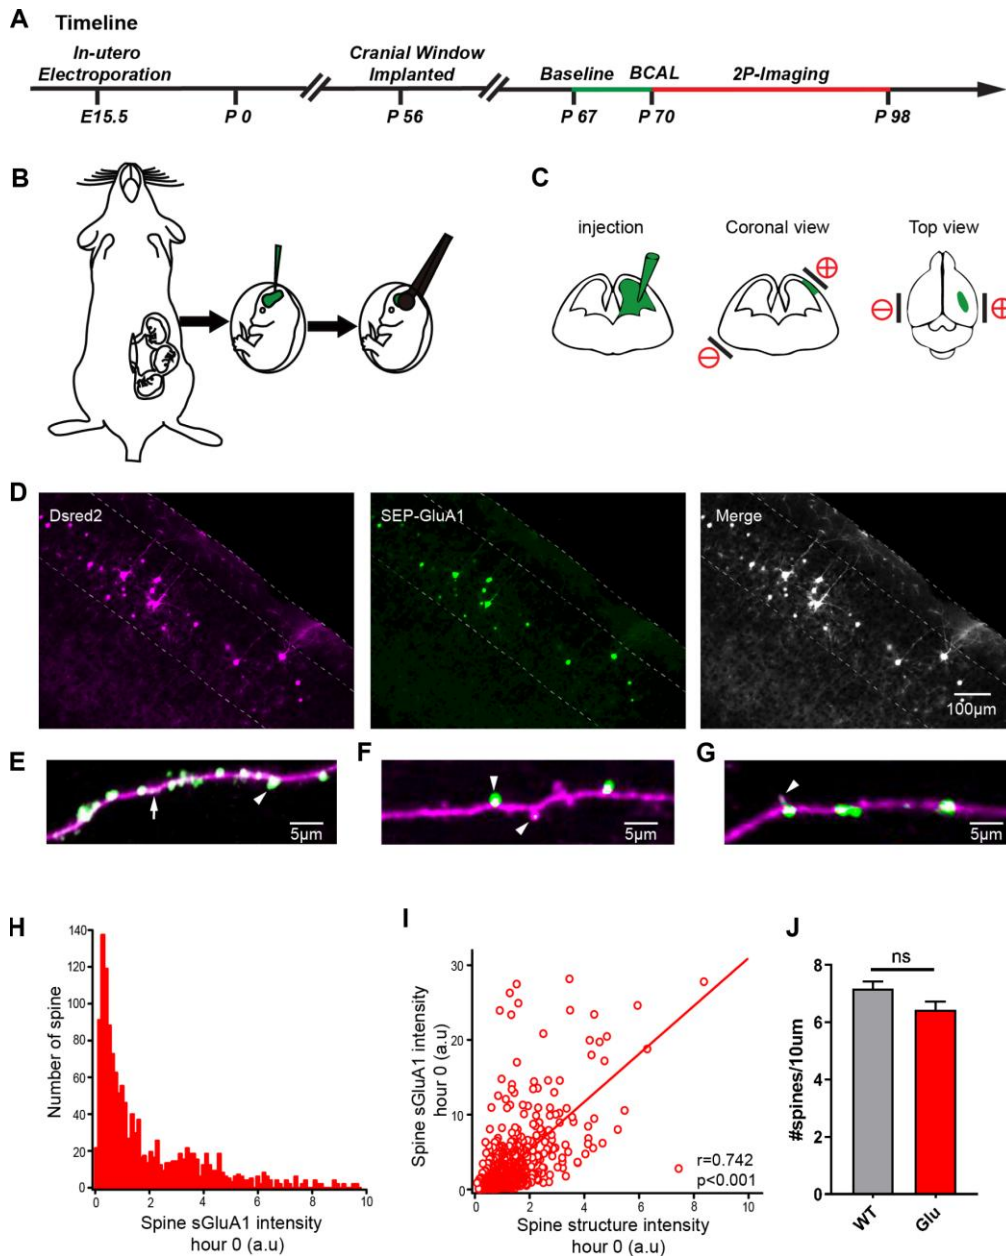 A
Timeline
In-utero
Electroporation
Cranial Window
Implanted
Baseline
BCAL
2P-Imaging
E15.5
P 0
P 56
P 67
P 70
P 98
B
C
injection
Coronal view
Top view
+
−
−
+
D
Dsred2
SEP-GluA1
Merge
100μm
E
5μm
F
5μm
G
5μm
H
Number of spine
140
120
100
80
60
40
20
0
0 2 4 6 8 10
Spine sGluA1 intensity
hour 0 (a.u)
I
Spine sGluA1 intensity
hour 0 (a.u)
30
20
10
0
r=0.742
p<0.001
0 2 4 6 8 10
Spine structure intensity
hour 0 (a.u)
J
ns
#spines/10um
8
6
4
2
0
WT
Glu